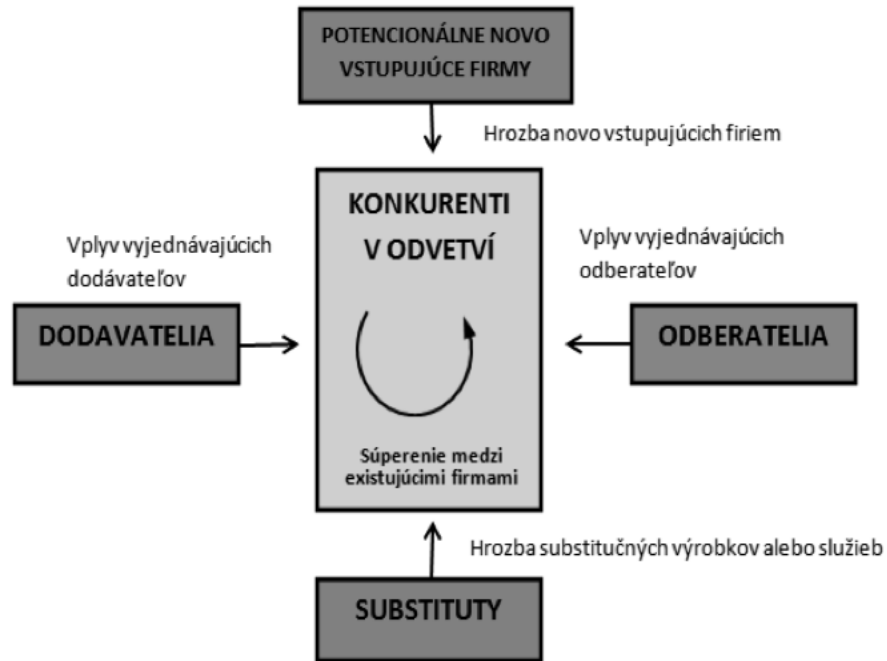 POTENCIONÁLNE NOVO
VSTUPUJÚCE FIRMY
Hrozba novo vstupujúcich firiem
KONKURENTI
V ODVETVÍ
Vplyv vyjednávajúcich
dodávateľov
Vplyv vyjednávajúcich
odberateľov
DODAVATELIA
ODBERATELIA
Súperenie medzi
existujúcimi firmami
Hrozba substitučných výrobkov alebo služieb
SUBSTITUTY